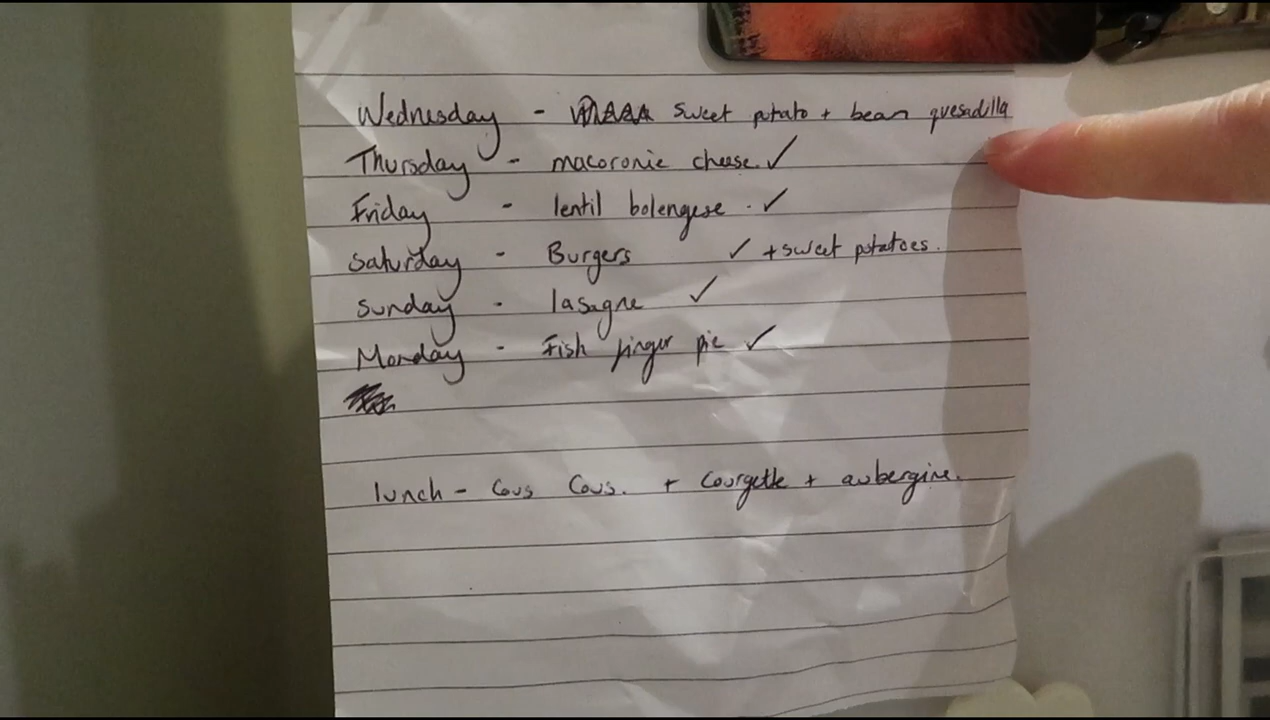 Wednesday - sweet potato + bean quesadilla
Thursday - macoronie cheese. ✓
Friday - lentil bolengese . ✓
Saturday - Burgers ✓ + sweet potatoes.
Sunday - lasagne ✓
Monday - Fish finger pie ✓
lunch - Cous Cous. + Courgette + aubergine.